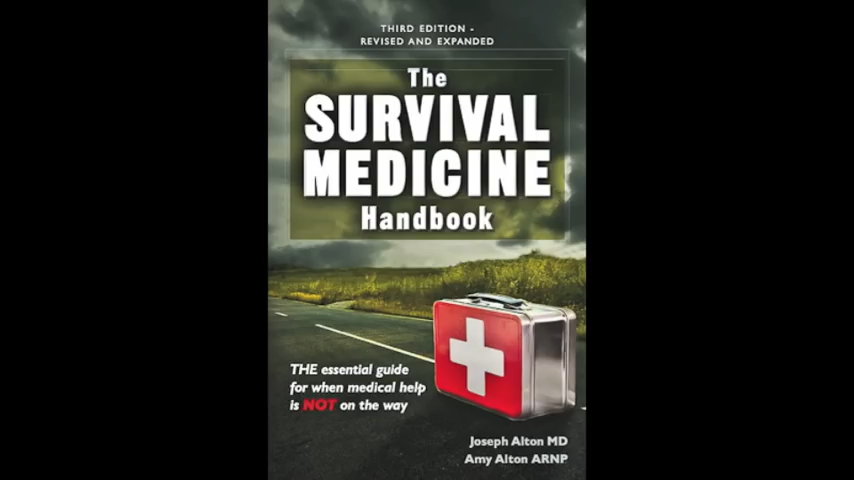 THIRD EDITION -
REVISED AND EXPANDED
The
SURVIVAL
MEDICINE
Handbook
THE essential guide
for when medical help
is NOT on the way
Joseph Alton MD
Amy Alton ARNP